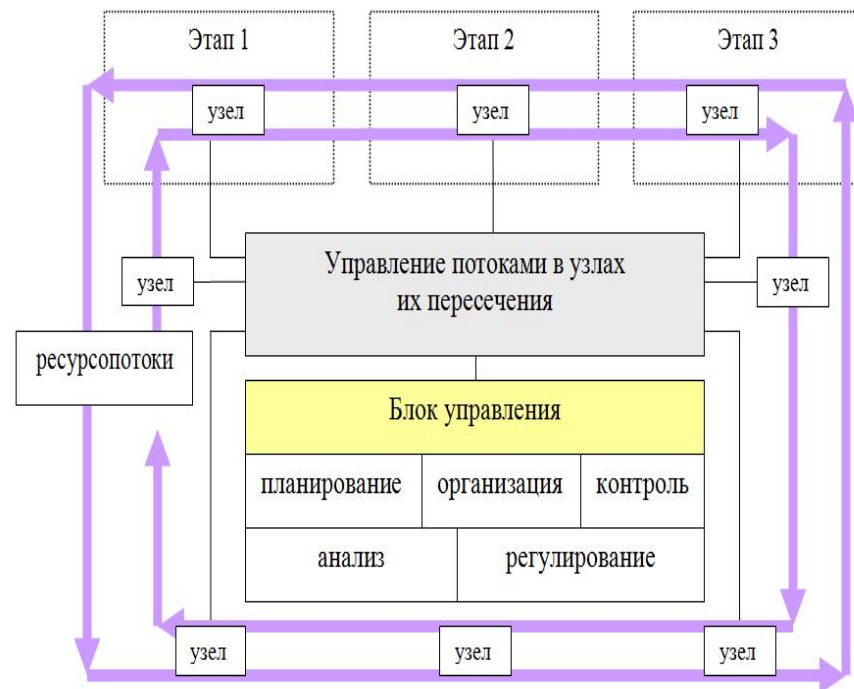 Этап 1
Этап 2
Этап 3
узел
узел
узел
Управление потоками в узлах
их пересечения
узел
узел
ресурсопотоки
Блок управления
планирование
организация
контроль
анализ
регулирование
узел
узел
узел